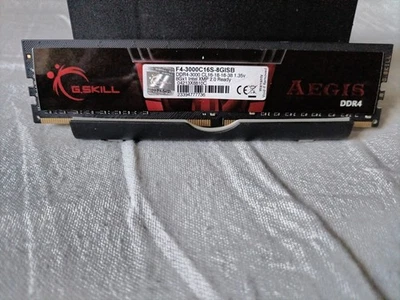 G.SKILL
F4-3000C16S-8GISB
DDR4-3000 CL16-18-18-38 1.35v
8Gx1 Intel XMP 2.0 Ready
AEGIS
DDR4